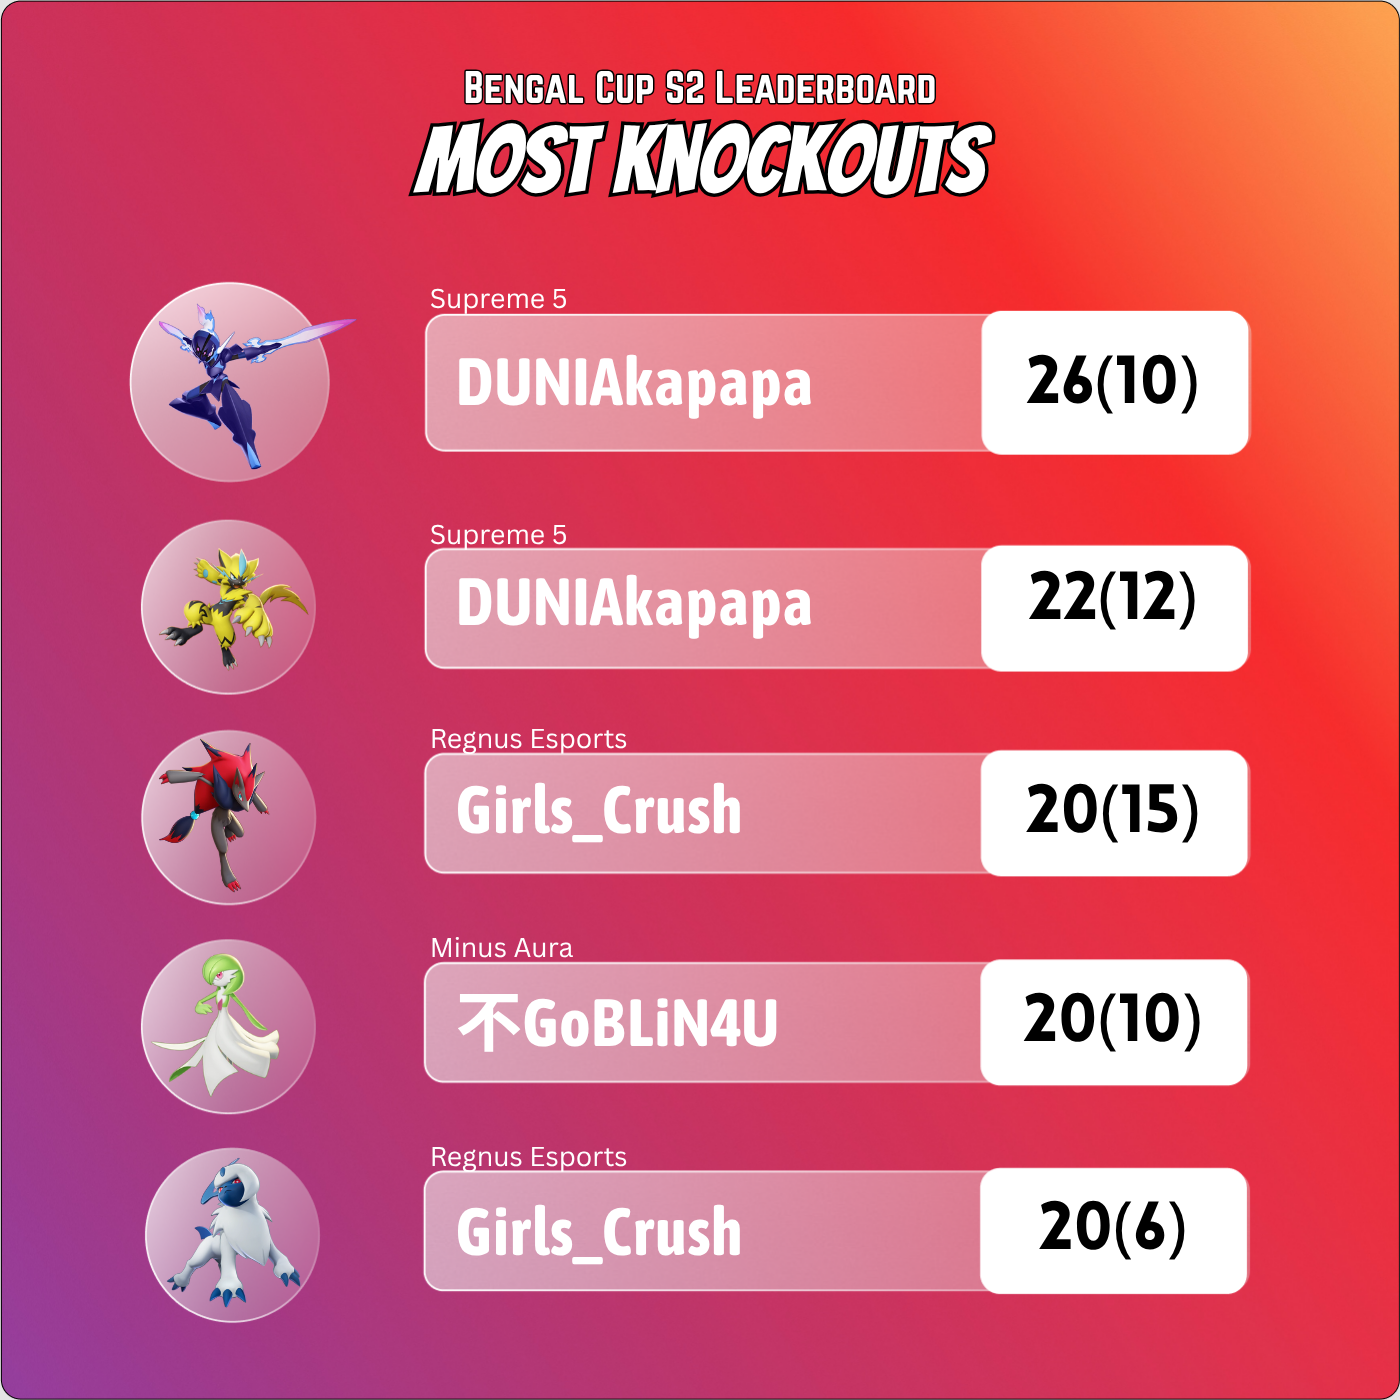 Bengal Cup S2 Leaderboard
MOST KNOCKOUTS
Supreme 5
DUNIAkapapa
26(10)
Supreme 5
DUNIAkapapa
22(12)
Regnus Esports
Girls_Crush
20(15)
Minus Aura
不GoBLiN4U
20(10)
Regnus Esports
Girls_Crush
20(6)